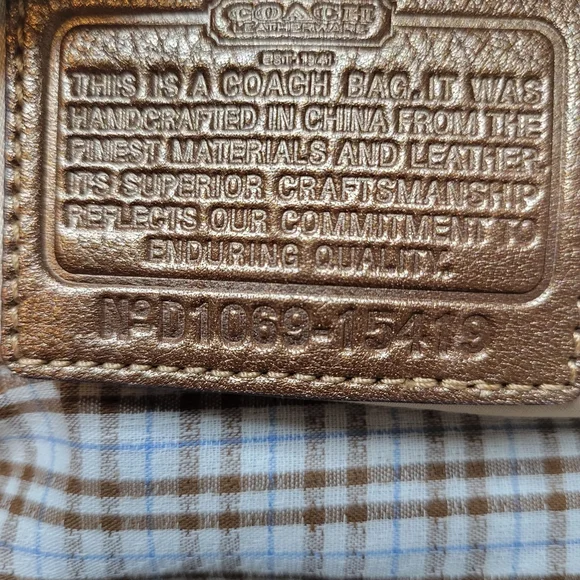 COACH
LEATHERWARE
EST. 1941
THIS IS A COACH BAG. IT WAS
HANDCRAFTED IN CHINA FROM THE
FINEST MATERIALS AND LEATHER.
ITS SUPERIOR CRAFTSMANSHIP
REFLECTS OUR COMMITMENT TO
ENDURING QUALITY.
Nº D1069-15419